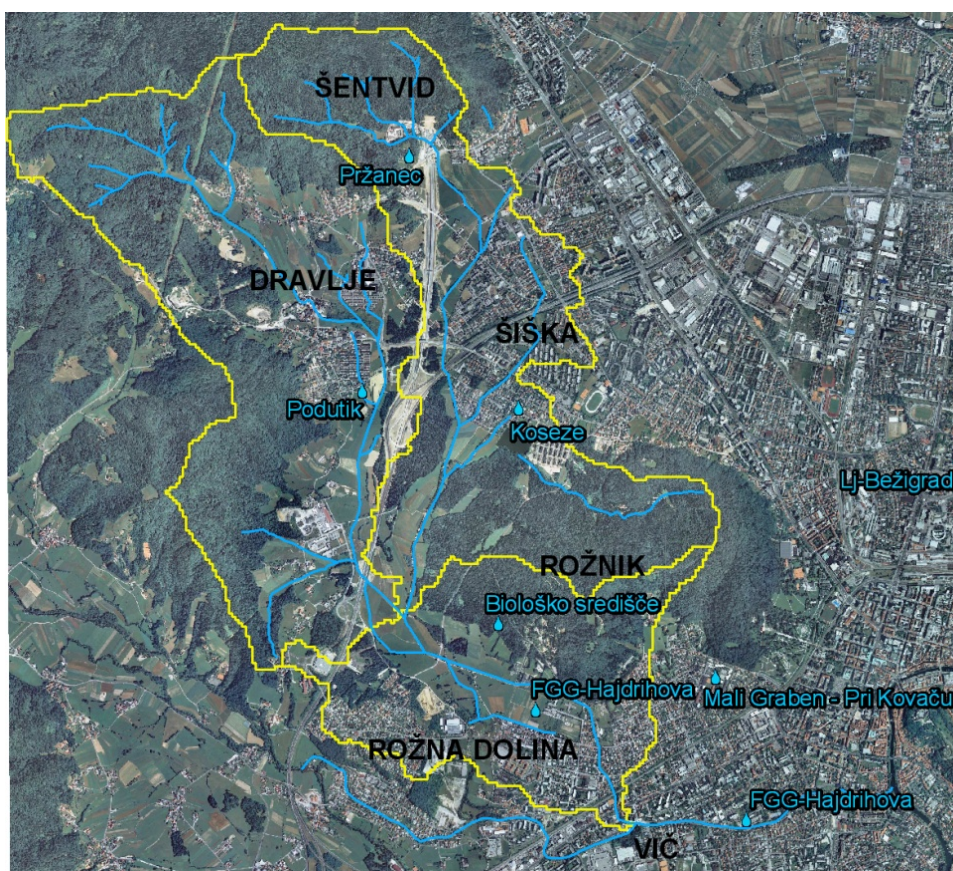 ŠENTVID
Pržanec
DRAVLJE
ŠIŠKA
Podutik
Koseze
Lj-Bežigrad
ROŽNIK
Biološko središče
FGG-Hajdrihova
Mali Graben - Pri Kovaču
ROŽNA DOLINA
FGG-Hajdrihova
VIČ